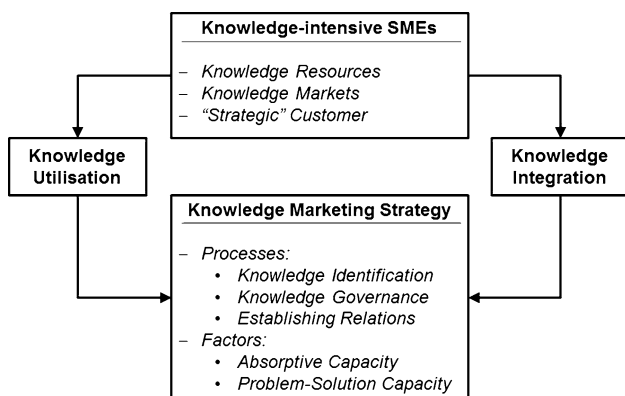 Knowledge-intensive SMEs
– Knowledge Resources
– Knowledge Markets
– “Strategic” Customer
Knowledge
Utilisation
Knowledge
Integration
Knowledge Marketing Strategy
– Processes:
• Knowledge Identification
• Knowledge Governance
• Establishing Relations
– Factors:
• Absorptive Capacity
• Problem-Solution Capacity